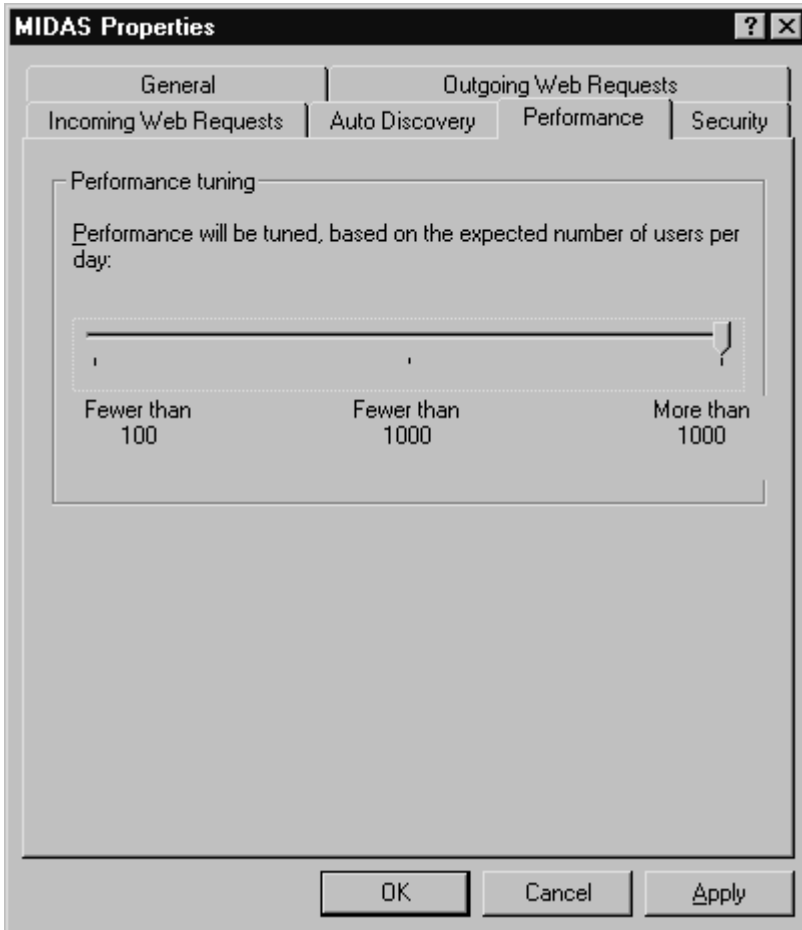 MIDAS Properties
General
Outgoing Web Requests
Incoming Web Requests
Auto Discovery
Performance
Security
Performance tuning
Performance will be tuned, based on the expected number of users per
day:
Fewer than
100
Fewer than
1000
More than
1000
OK
Cancel
Apply